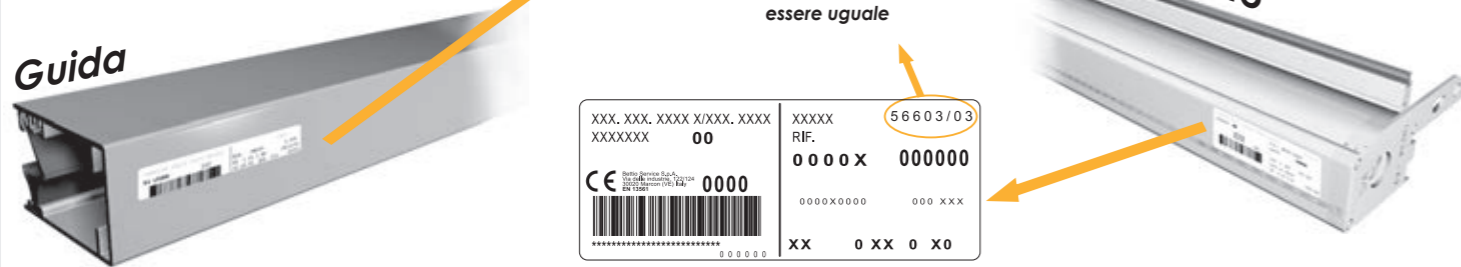 essere uguale
Guida
XXX. XXX. XXXX X/XXX. XXXX
XXXXXXX 00
Bettio Service S.p.A.
Via delle industrie, 122/124
30020 Marcon (VE) Italy
EN 13561
CE 0000
**************************
000000
XXXXX 56603/03
RIF.
0000X 000000
0000X0000 000 XXX
XX 0 XX 0 X0